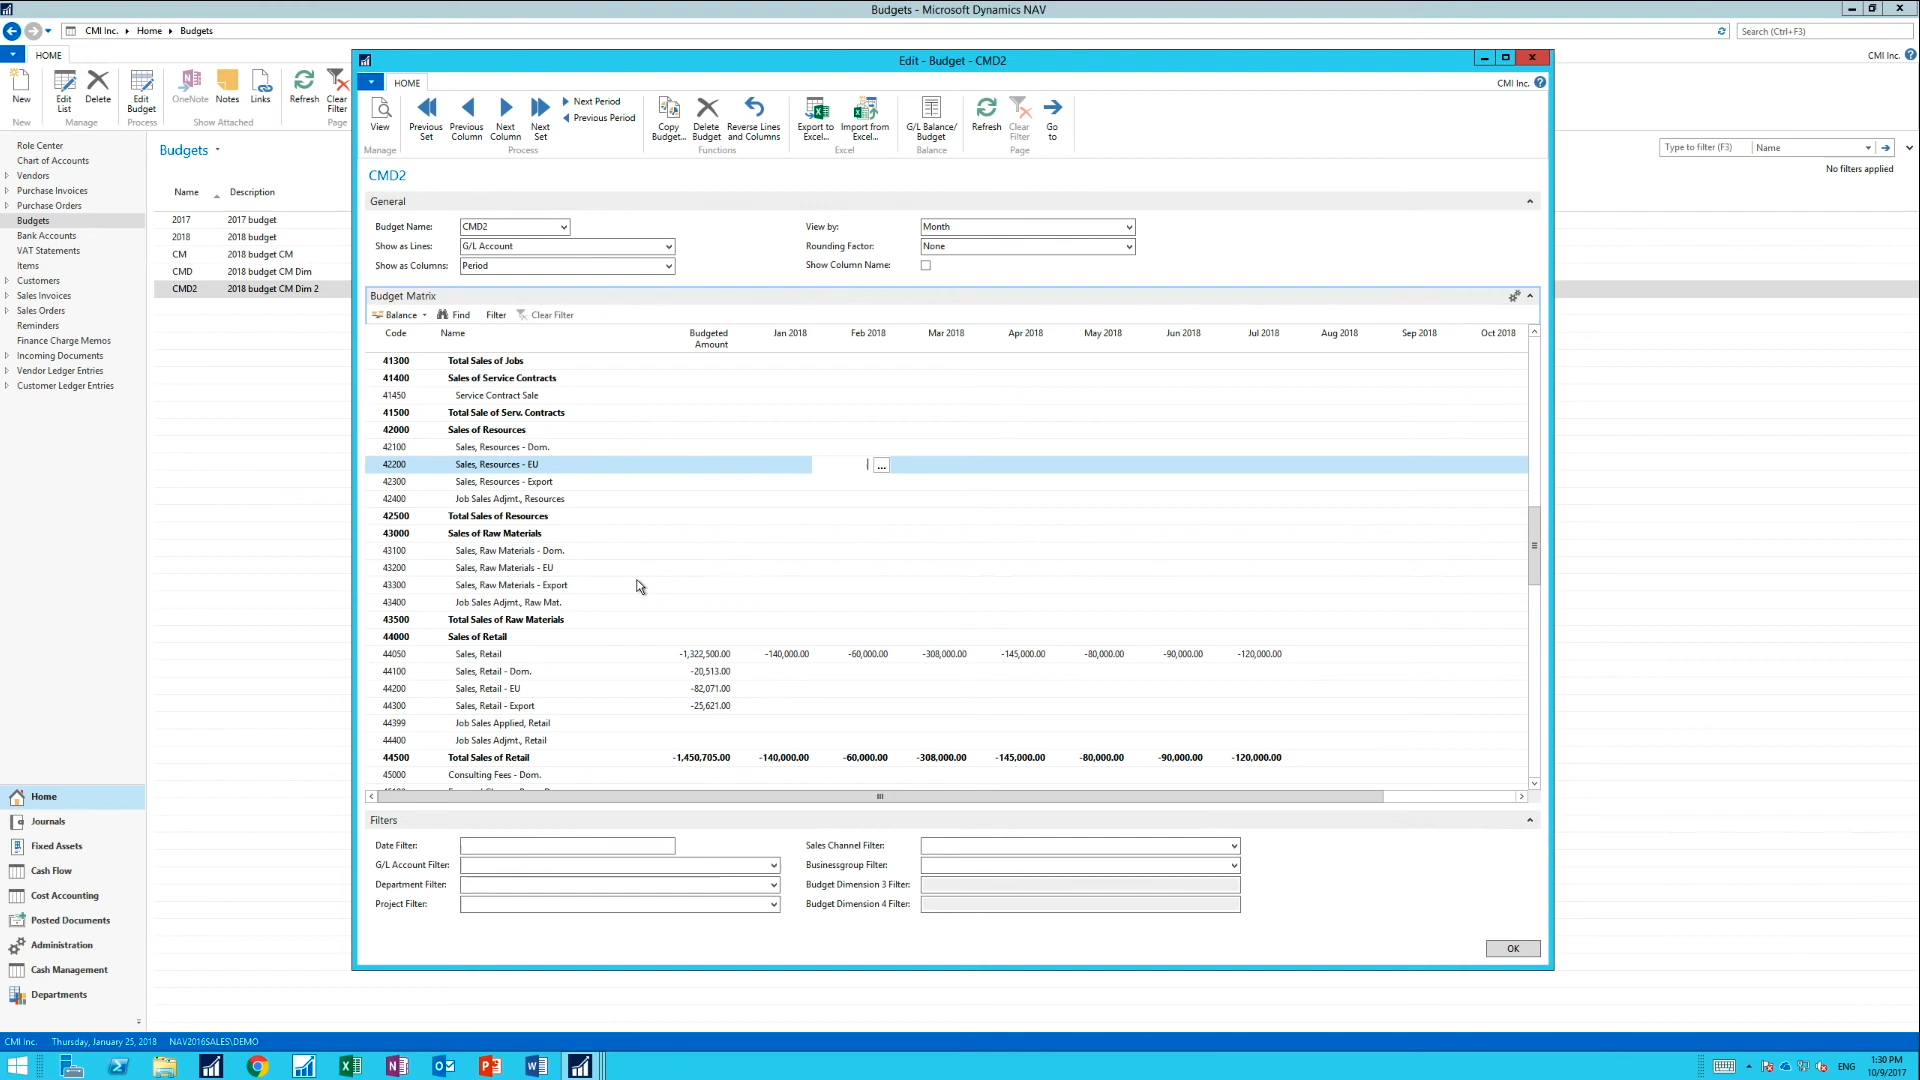 Budgets - Microsoft Dynamics NAV
CMI Inc. Home Budgets
Search (Ctrl+F3)
HOME
CMI Inc.
New
Edit List
Delete
Edit Budget
OneNote
Notes
Links
Refresh
Clear Filter
New
Manage
Process
Show Attached
Page
Role Center
Chart of Accounts
Vendors
Purchase Invoices
Purchase Orders
Budgets
Bank Accounts
VAT Statements
Items
Customers
Sales Invoices
Sales Orders
Reminders
Finance Charge Memos
Incoming Documents
Vendor Ledger Entries
Customer Ledger Entries
Home
Journals
Fixed Assets
Cash Flow
Cost Accounting
Posted Documents
Administration
Cash Management
Departments
Budgets
Name Description
2017 2017 budget
2018 2018 budget
CM 2018 budget CM
CMD 2018 budget CM Dim
CMD2 2018 budget CM Dim 2
Type to filter (F3) Name
No filters applied
Edit - Budget - CMD2
HOME
CMI Inc.
View
Previous Set
Previous Column
Next Column
Next Set
Next Period
Previous Period
Copy Budget...
Delete Budget
Reverse Lines and Columns
Export to Excel...
Import from Excel...
G/L Balance/ Budget
Refresh
Clear Filter
Go to
Manage
Process
Functions
Excel
Balance
Page
CMD2
General
Budget Name: CMD2
Show as Lines: G/L Account
Show as Columns: Period
View by: Month
Rounding Factor: None
Show Column Name:
Budget Matrix
Balance Find Filter Clear Filter
Code Name Budgeted Amount Jan 2018 Feb 2018 Mar 2018 Apr 2018 May 2018 Jun 2018 Jul 2018 Aug 2018 Sep 2018 Oct 2018
41300 Total Sales of Jobs
41400 Sales of Service Contracts
41450 Service Contract Sale
41500 Total Sale of Serv. Contracts
42000 Sales of Resources
42100 Sales, Resources - Dom.
42200 Sales, Resources - EU ...
42300 Sales, Resources - Export
42400 Job Sales Adjmt., Resources
42500 Total Sales of Resources
43000 Sales of Raw Materials
43100 Sales, Raw Materials - Dom.
43200 Sales, Raw Materials - EU
43300 Sales, Raw Materials - Export
43400 Job Sales Adjmt., Raw Mat.
43500 Total Sales of Raw Materials
44000 Sales of Retail
44050 Sales, Retail -1,322,500.00 -140,000.00 -60,000.00 -308,000.00 -145,000.00 -80,000.00 -90,000.00 -120,000.00
44100 Sales, Retail - Dom. -20,513.00
44200 Sales, Retail - EU -82,071.00
44300 Sales, Retail - Export -25,621.00
44399 Job Sales Applied, Retail
44400 Job Sales Adjmt., Retail
44500 Total Sales of Retail -1,450,705.00 -140,000.00 -60,000.00 -308,000.00 -145,000.00 -80,000.00 -90,000.00 -120,000.00
45000 Consulting Fees - Dom.
Filters
Date Filter:
G/L Account Filter:
Department Filter:
Project Filter:
Sales Channel Filter:
Businessgroup Filter:
Budget Dimension 3 Filter:
Budget Dimension 4 Filter:
OK
CMI Inc. Thursday, January 25, 2018 NAV2016SALES\DEMO
ENG
1:30 PM
10/9/2017